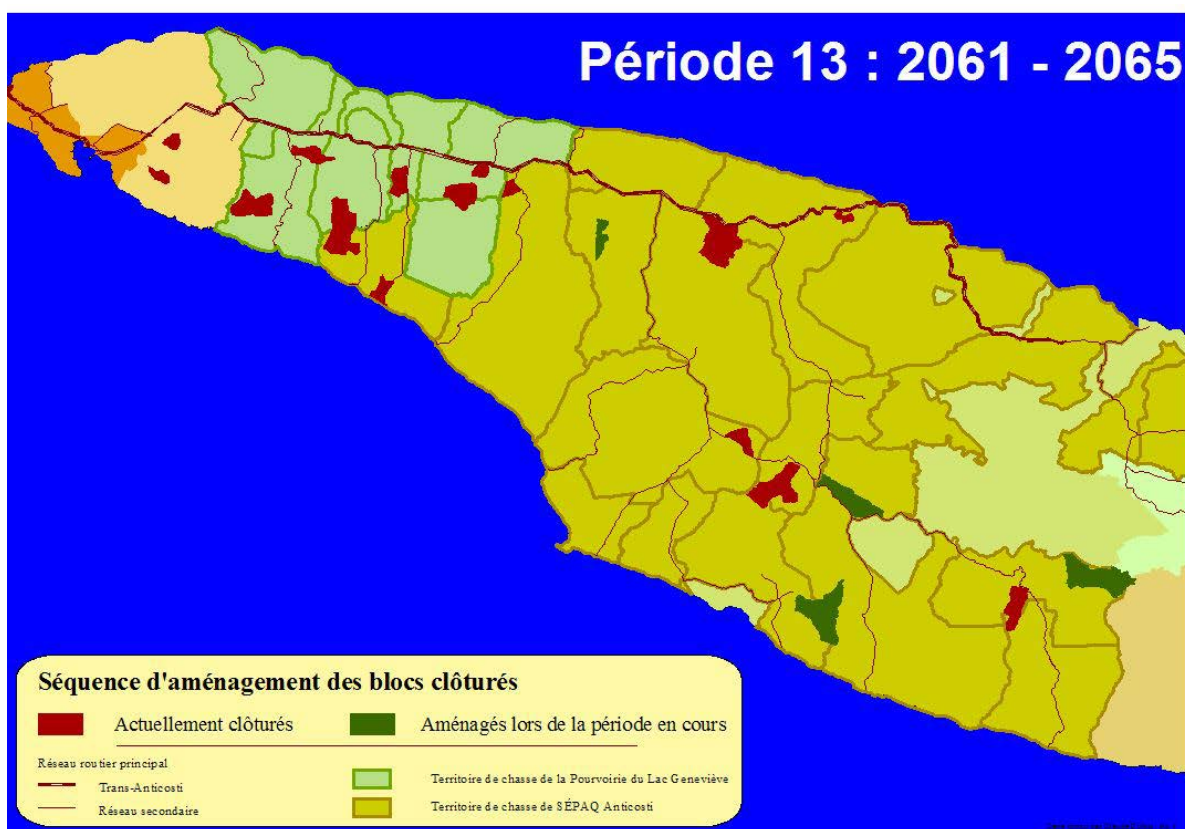 Période 13 : 2061 - 2065
Séquence d'aménagement des blocs clôturés
Actuellement clôturés
Aménagés lors de la période en cours
Réseau routier principal
Trans-Anticosti
Réseau secondaire
Territoire de chasse de la Pourvoirie du Lac Geneviève
Territoire de chasse de SÉPAQ Anticosti